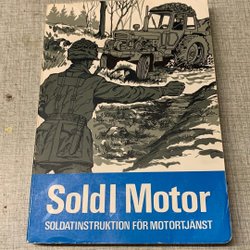 SoldI Motor
SOLDATINSTRUKTION FÖR MOTORTJÄNST